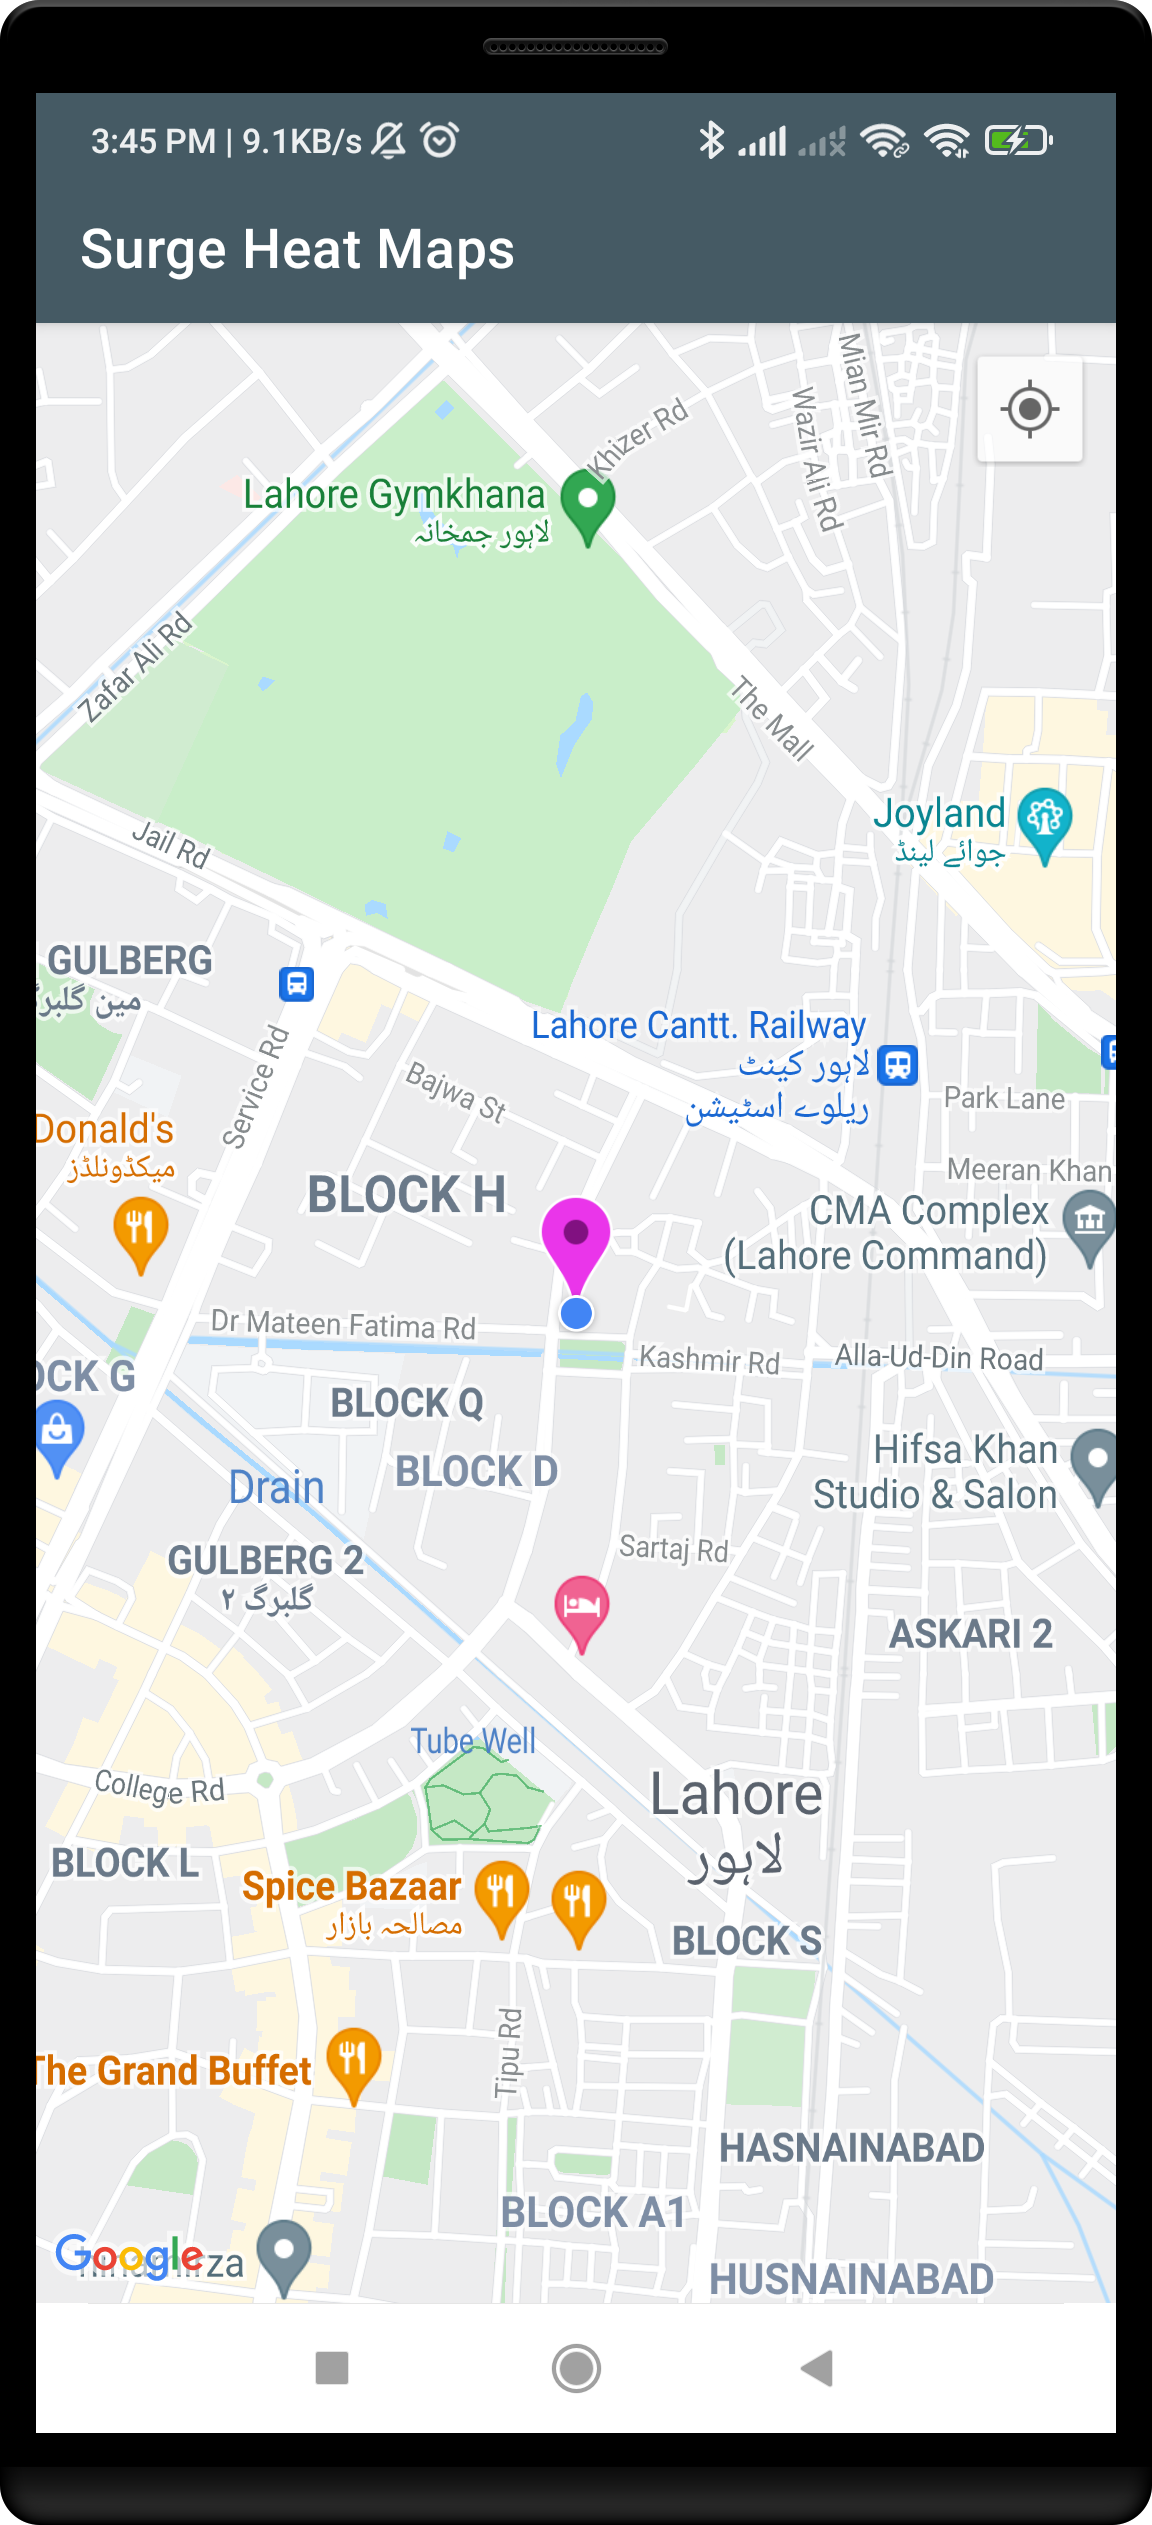 3:45 PM | 9.1KB/s
Surge Heat Maps
Mian Mir Rd
Wazir Ali Rd
Khizer Rd
Lahore Gymkhana
لاہور جمخانہ
Zafar Ali Rd
The Mall
Joyland
جوائے لینڈ
Jail Rd
GULBERG
مین گلبرگ
Service Rd
Lahore Cantt. Railway
لاہور کینٹ
ریلوے اسٹیشن
Bajwa St
Park Lane
Donald's
میکڈونلڈز
Meeran Khan
BLOCK H
CMA Complex
(Lahore Command)
Dr Mateen Fatima Rd
Kashmir Rd
Alla-Ud-Din Road
OCK G
BLOCK Q
BLOCK D
Drain
Hifsa Khan
Studio & Salon
GULBERG 2
گلبرگ ۲
Sartaj Rd
ASKARI 2
Tube Well
College Rd
Lahore
لاہور
BLOCK L
Spice Bazaar
مصالحہ بازار
BLOCK S
Tipu Rd
The Grand Buffet
HASNAINABAD
BLOCK A1
Google
za
HUSNAINABAD